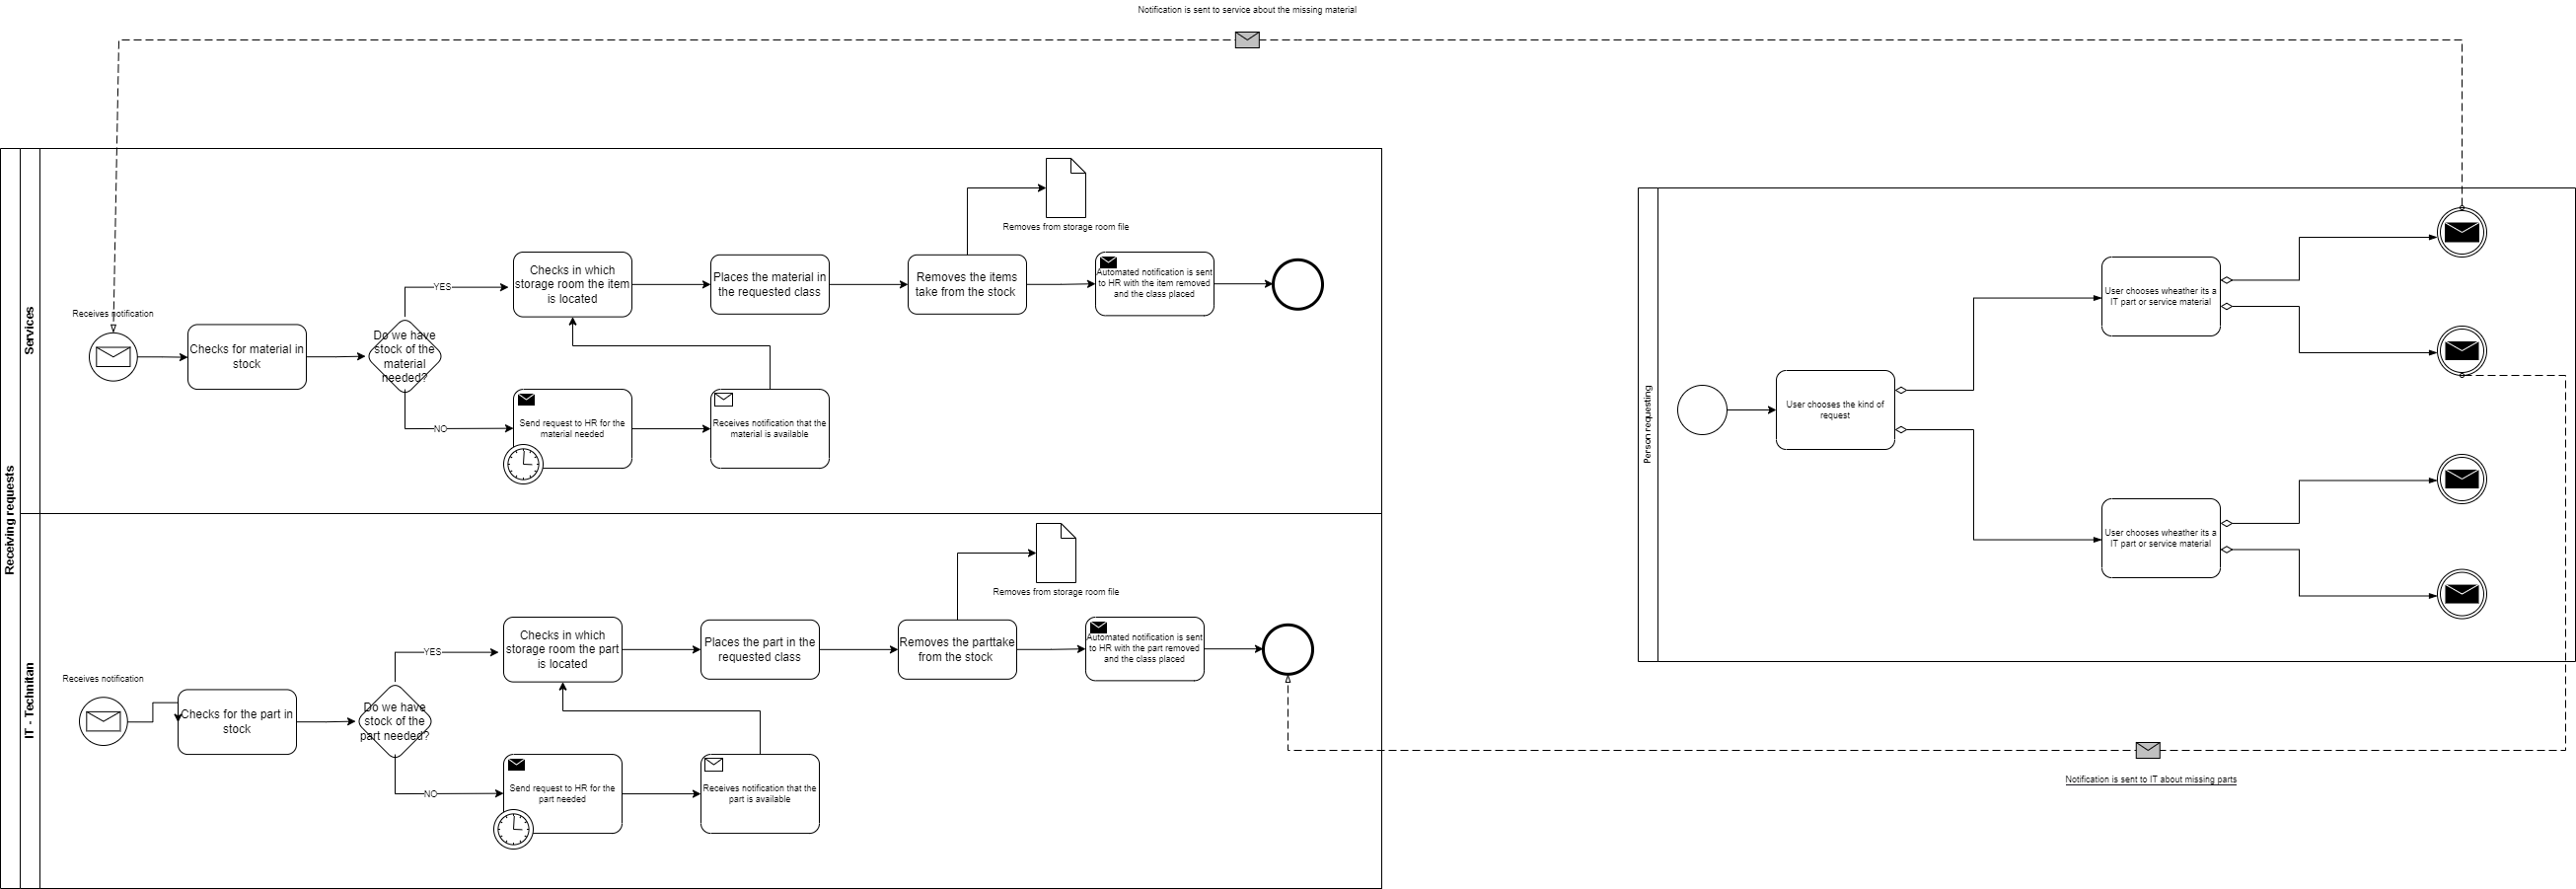 Notification is sent to service about the missing material
Receiving requests
Services
Receives notification
Checks for material in
stock
Do we have
stock of the
material
needed?
YES
NO
Checks in which
storage room the item
is located
Places the material in
the requested class
Removes the items
take from the stock
Removes from storage room file
Automated notification is sent
to HR with the item removed
and the class placed
Send request to HR for the
material needed
Receives notification that the
material is available
IT - Technitan
Receives notification
Checks for the part in
stock
Do we have
stock of the
part needed?
YES
NO
Checks in which
storage room the part
is located
Places the part in the
requested class
Removes the parttake
from the stock
Removes from storage room file
Automated notification is sent
to HR with the part removed
and the class placed
Send request to HR for the
part needed
Receives notification that the
part is available
Person requesting
User chooses the kind of
request
User chooses wheather its a
IT part or service material
User chooses wheather its a
IT part or service material
Notification is sent to IT about missing parts